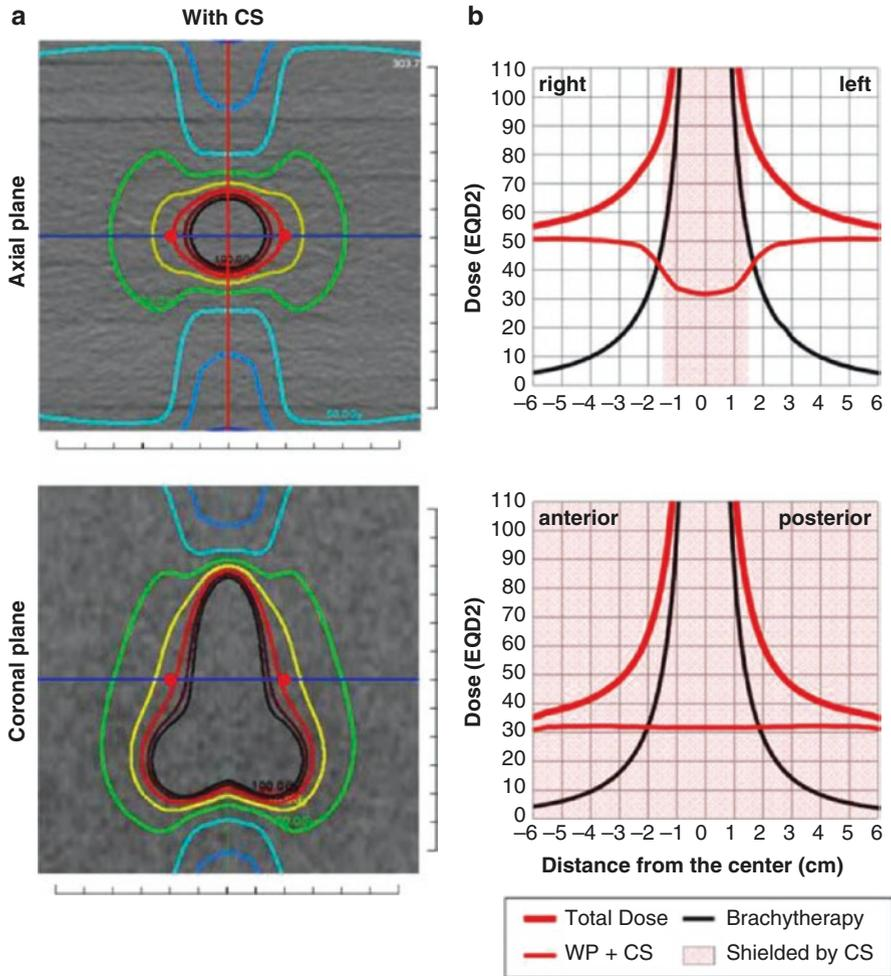 a
With CS
b
Axial plane
303.7
100.0
50.0Gy
Dose (EQD2)
110
100
90
80
70
60
50
40
30
20
10
0
right
left
–6 –5 –4 –3 –2 –1 0 1 2 3 4 5 6
Coronal plane
100.0Gy
Dose (EQD2)
110
100
90
80
70
60
50
40
30
20
10
0
anterior
posterior
–6 –5 –4 –3 –2 –1 0 1 2 3 4 5 6
Distance from the center (cm)
Total Dose
Brachytherapy
WP + CS
Shielded by CS